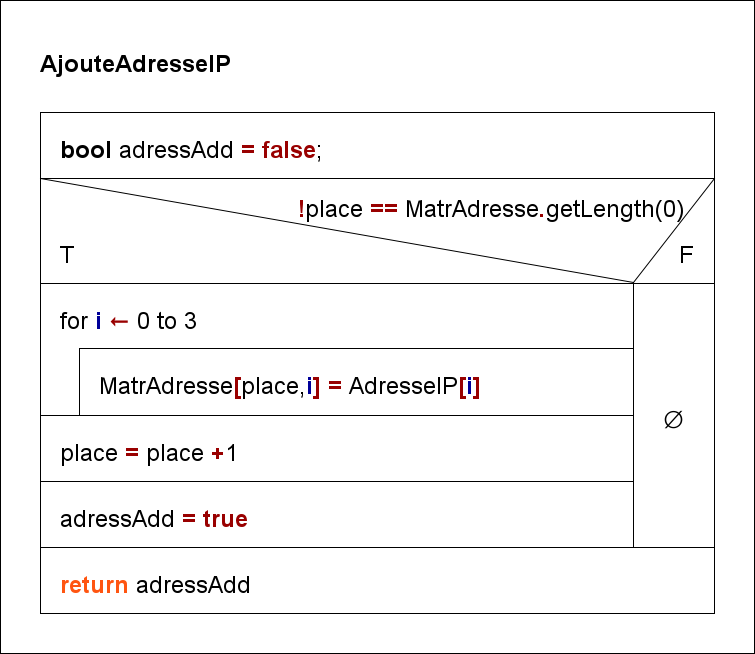 AjouteAdresseIP
bool adressAdd = false;
!place == MatrAdresse.getLength(0)
T
F
for i ← 0 to 3
MatrAdresse[place,i] = AdresseIP[i]
∅
place = place +1
adressAdd = true
return adressAdd